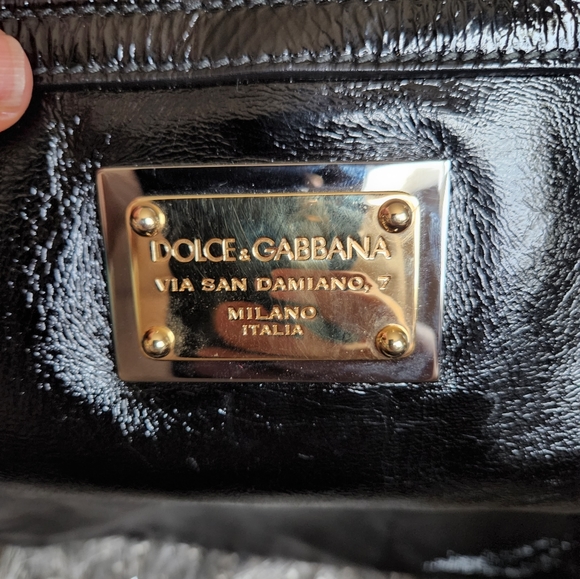 DOLCE&GABBANA
VIA SAN DAMIANO, 7
MILANO
ITALIA